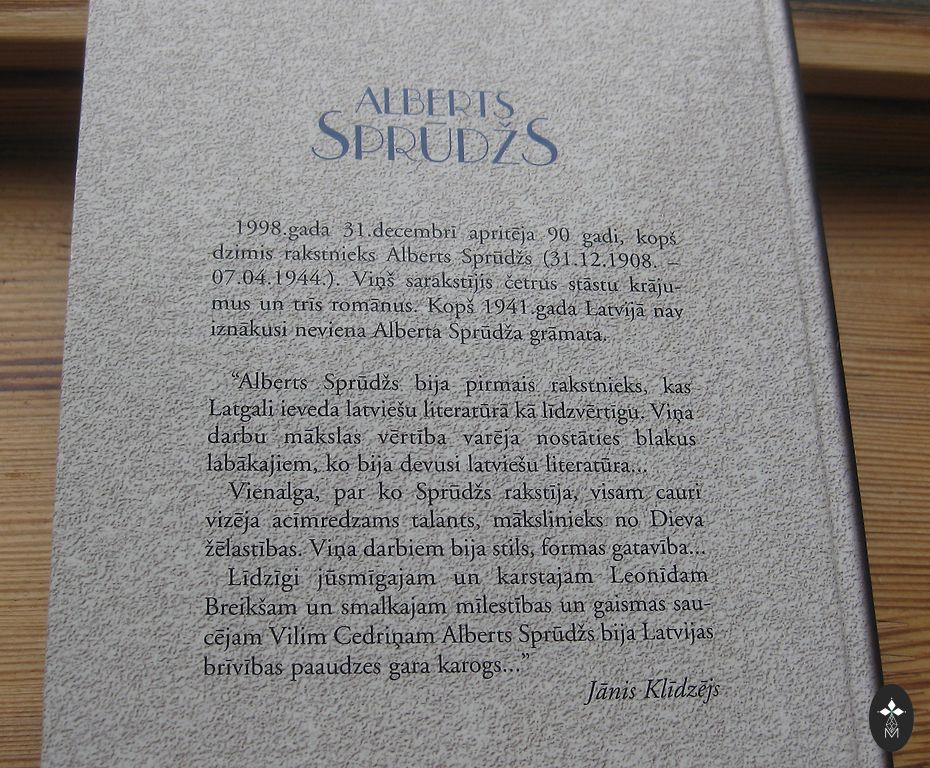 ALBERTS
SPRŪDŽS
1998.gada 31.decembrī apritēja 90 gadi, kopš
dzimis rakstnieks Alberts Sprūdžs (31.12.1908. –
07.04.1944.). Viņš sarakstījis četrus stāstu krāju-
mus un trīs romānus. Kopš 1941.gada Latvijā nav
iznākusi neviena Alberta Sprūdža grāmata.
“Alberts Sprūdžs bija pirmais rakstnieks, kas
Latgali ieveda latviešu literatūrā kā līdzvērtīgu. Viņa
darbu mākslas vērtība varēja nostāties blakus
labākajiem, ko bija devusi latviešu literatūra...
Vienalga, par ko Sprūdžs rakstīja, visam cauri
vizēja acīmredzams talants, mākslinieks no Dieva
žēlastības. Viņa darbiem bija stils, formas gatavība...
Līdzīgi jūsmīgajam un karstajam Leonīdam
Breikšam un smalkajam mīlestības un gaismas sau-
cējam Vilim Cedriņam Alberts Sprūdžs bija Latvijas
brīvības paaudzes gara karogs...”
Jānis Klīdzējs
M